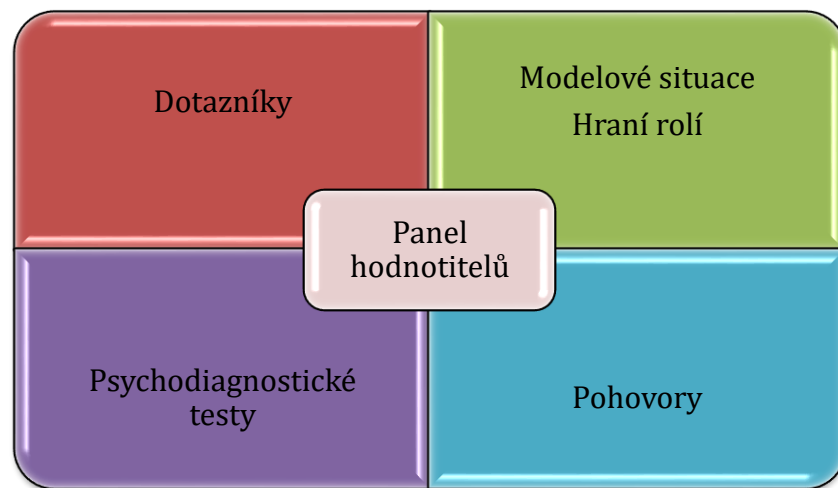 Dotazníky
Modelové situace
Hraní rolí
Panel
hodnotitelů
Psychodiagnostické
testy
Pohovory